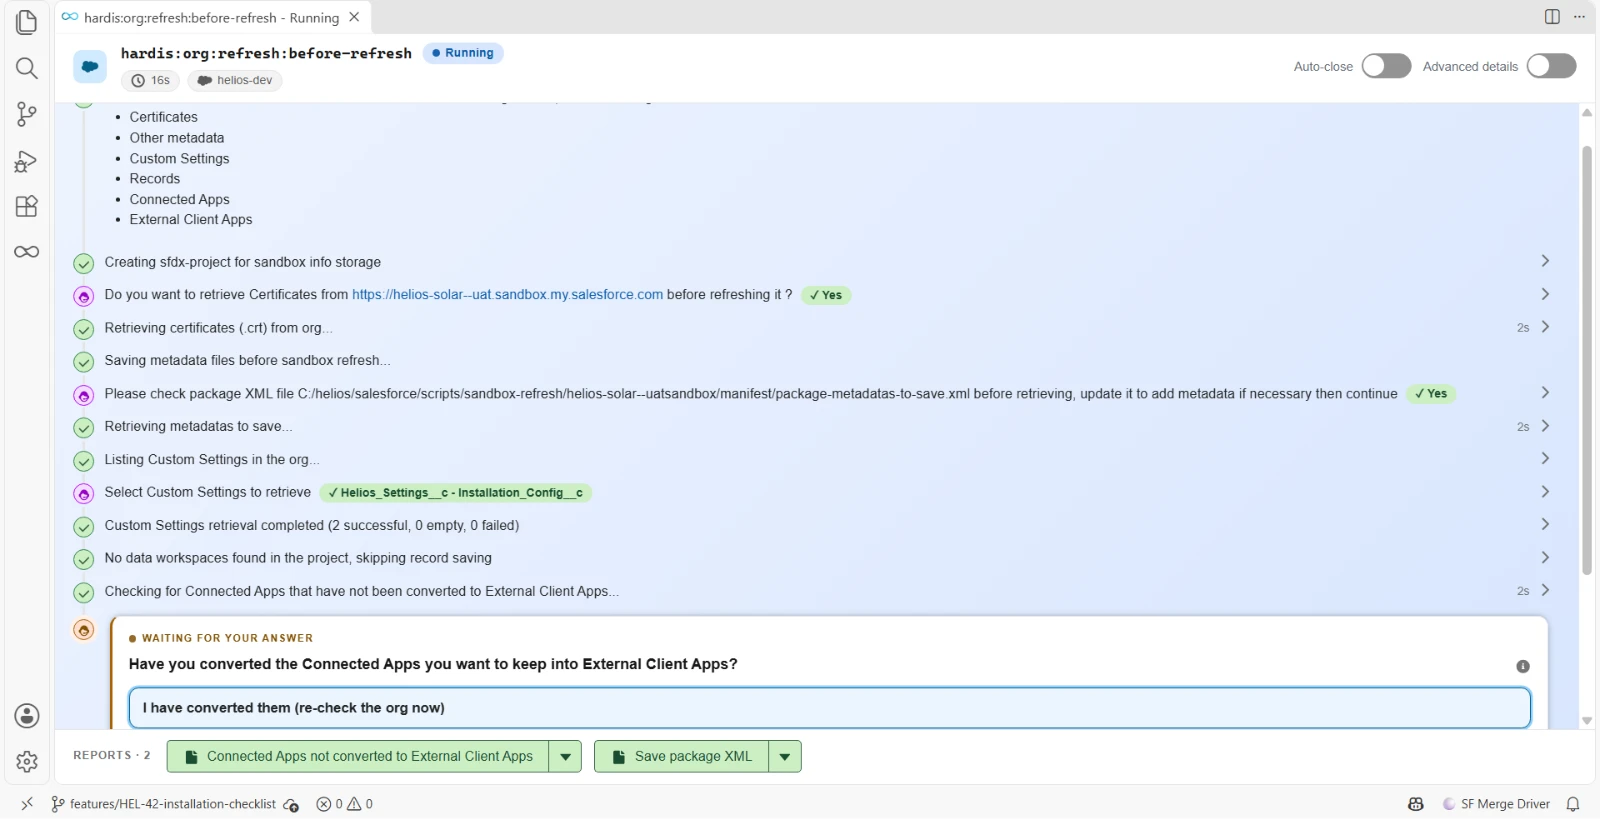 hardis:org:refresh:before-refresh - Running
hardis:org:refresh:before-refresh
Running
16s
helios-dev
Auto-close
Advanced details
Certificates
Other metadata
Custom Settings
Records
Connected Apps
External Client Apps
Creating sfdx-project for sandbox info storage
Do you want to retrieve Certificates from https://helios-solar--uat.sandbox.my.salesforce.com before refreshing it ? ✓ Yes
Retrieving certificates (.crt) from org... 2s
Saving metadata files before sandbox refresh...
Please check package XML file C:/helios/salesforce/scripts/sandbox-refresh/helios-solar--uatsandbox/manifest/package-metadatas-to-save.xml before retrieving, update it to add metadata if necessary then continue ✓ Yes
Retrieving metadatas to save... 2s
Listing Custom Settings in the org...
Select Custom Settings to retrieve ✓ Helios_Settings__c - Installation_Config__c
Custom Settings retrieval completed (2 successful, 0 empty, 0 failed)
No data workspaces found in the project, skipping record saving
Checking for Connected Apps that have not been converted to External Client Apps... 2s
WAITING FOR YOUR ANSWER
Have you converted the Connected Apps you want to keep into External Client Apps?
I have converted them (re-check the org now)
REPORTS · 2
Connected Apps not converted to External Client Apps
Save package XML
features/HEL-42-installation-checklist
0
0
SF Merge Driver